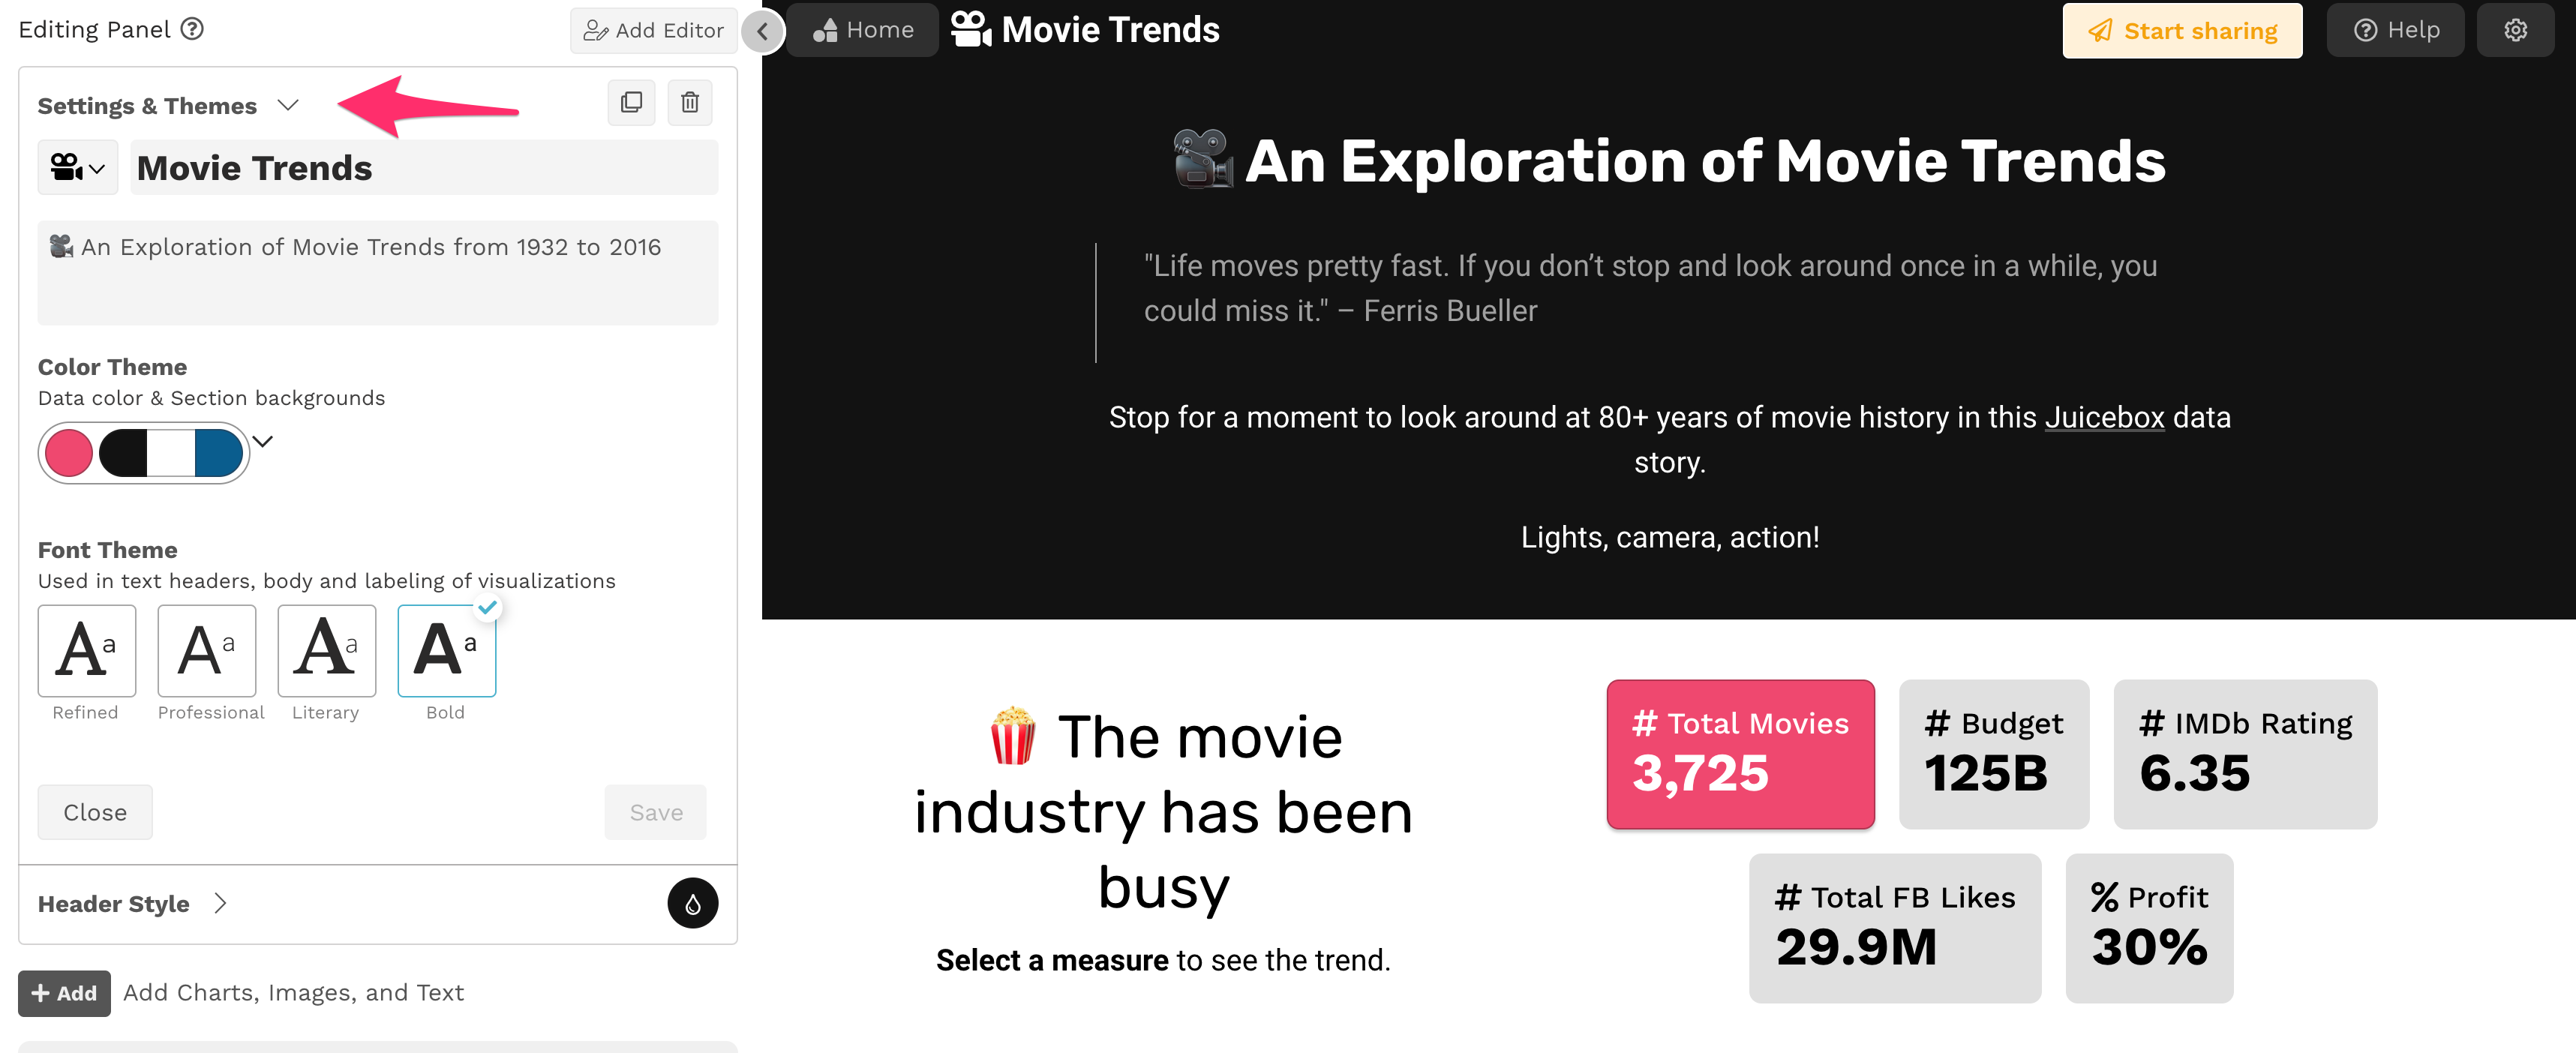 Editing Panel
Add Editor
Settings & Themes
Movie Trends
🎥 An Exploration of Movie Trends from 1932 to 2016
Color Theme
Data color & Section backgrounds
Font Theme
Used in text headers, body and labeling of visualizations
Aa Aa Aa Aa
Refined Professional Literary Bold
Close
Save
Header Style
+ Add
Add Charts, Images, and Text
Home
Movie Trends
Start sharing
Help
🎥 An Exploration of Movie Trends
"Life moves pretty fast. If you don’t stop and look around once in a while, you
could miss it." – Ferris Bueller
Stop for a moment to look around at 80+ years of movie history in this Juicebox data
story.
Lights, camera, action!
🍿 The movie
industry has been
busy
Select a measure to see the trend.
# Total Movies
3,725
# Budget
125B
# IMDb Rating
6.35
# Total FB Likes
29.9M
% Profit
30%